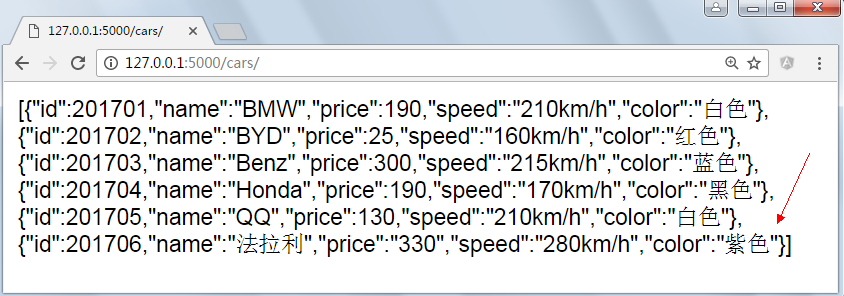 127.0.0.1:5000/cars/
127.0.0.1:5000/cars/
[{"id":201701,"name":"BMW","price":190,"speed":"210km/h","color":"白色"},
{"id":201702,"name":"BYD","price":25,"speed":"160km/h","color":"红色"},
{"id":201703,"name":"Benz","price":300,"speed":"215km/h","color":"蓝色"},
{"id":201704,"name":"Honda","price":190,"speed":"170km/h","color":"黑色"},
{"id":201705,"name":"QQ","price":130,"speed":"210km/h","color":"白色"},
{"id":201706,"name":"法拉利","price":"330","speed":"280km/h","color":"紫色"}]